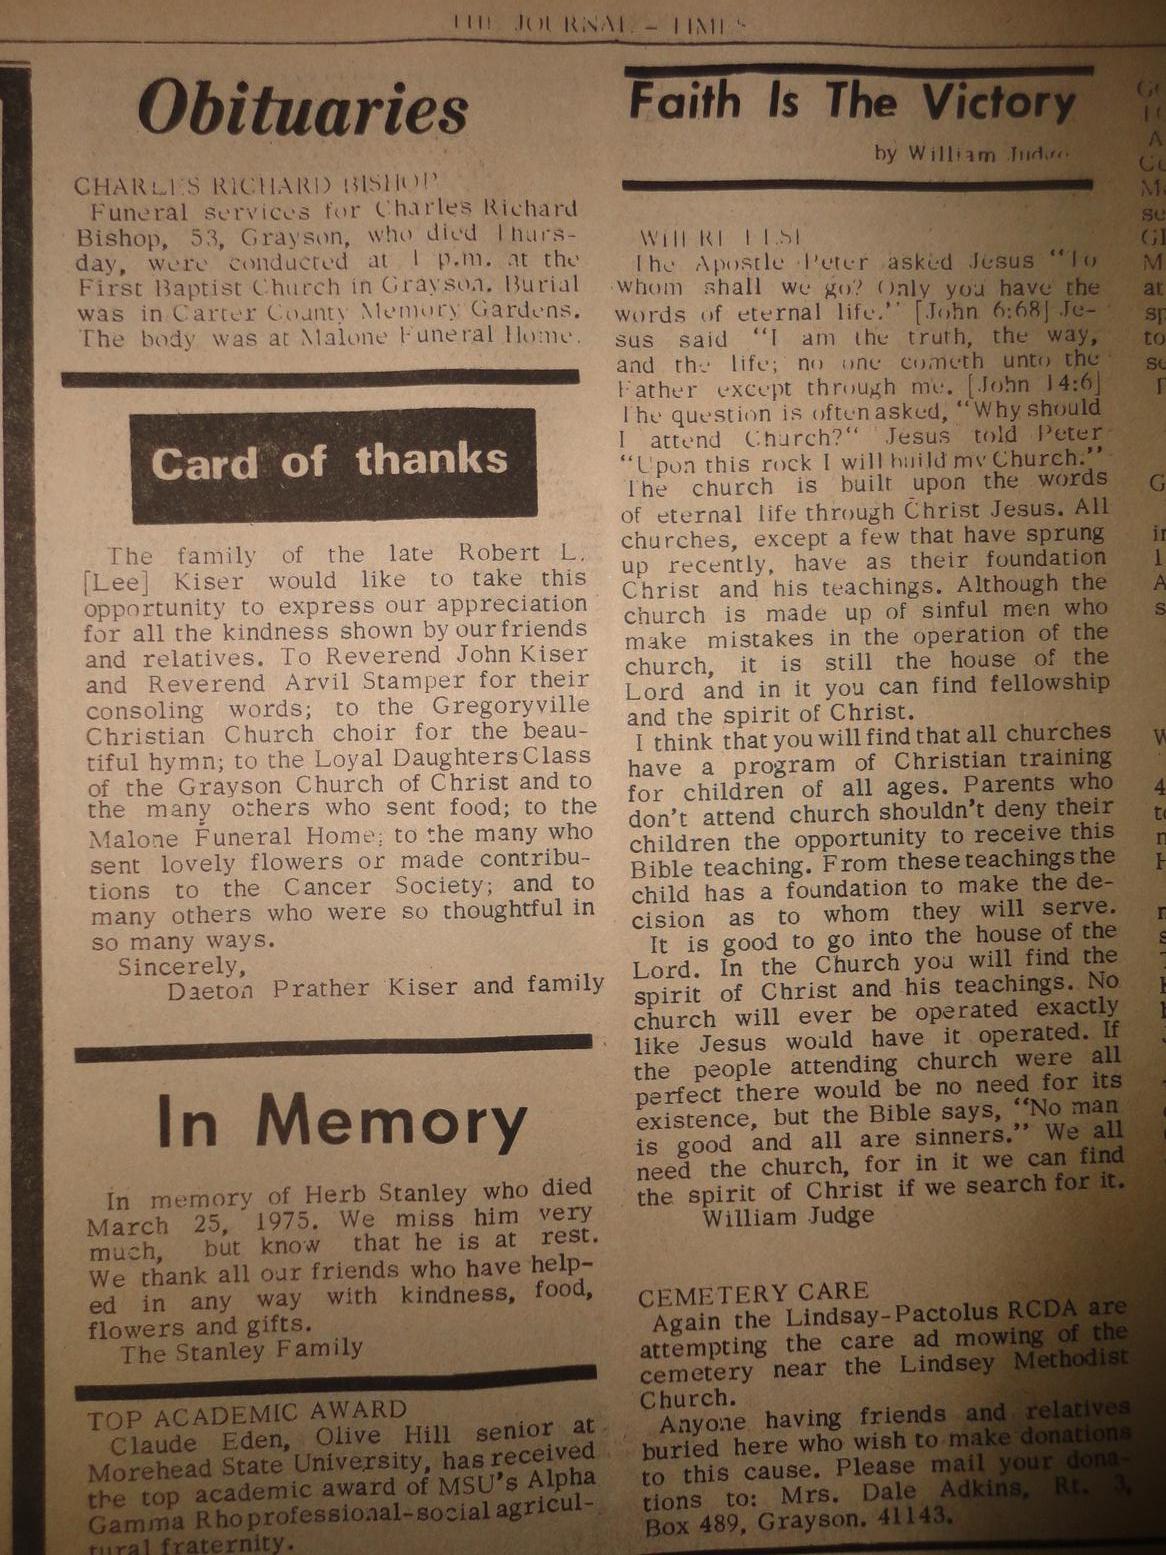 THE JOURNAL - TIMES
Obituaries
CHARLES RICHARD BISHOP
Funeral services for Charles Richard
Bishop, 53, Grayson, who died Thurs-
day, were conducted at 1 p.m. at the
First Baptist Church in Grayson. Burial
was in Carter County Memory Gardens.
The body was at Malone Funeral Home.
Card of thanks
The family of the late Robert L.
[Lee] Kiser would like to take this
opportunity to express our appreciation
for all the kindness shown by our friends
and relatives. To Reverend John Kiser
and Reverend Arvil Stamper for their
consoling words; to the Gregoryville
Christian Church choir for the beau-
tiful hymn; to the Loyal Daughters Class
of the Grayson Church of Christ and to
the many others who sent food; to the
Malone Funeral Home; to the many who
sent lovely flowers or made contribu-
tions to the Cancer Society; and to
many others who were so thoughtful in
so many ways.
Sincerely,
Daeton Prather Kiser and family
In Memory
In memory of Herb Stanley who died
March 25, 1975. We miss him very
much, but know that he is at rest.
We thank all our friends who have help-
ed in any way with kindness, food,
flowers and gifts.
The Stanley Family
TOP ACADEMIC AWARD
Claude Eden, Olive Hill senior at
Morehead State University, has received
the top academic award of MSU's Alpha
Gamma Rho professional-social agricul-
tural fraternity.
Faith Is The Victory
by William Judge
WHERE ELSE
The Apostle Peter asked Jesus "To
whom shall we go? Only you have the
words of eternal life." [John 6:68] Je-
sus said "I am the truth, the way,
and the life; no one cometh unto the
Father except through me. [John 14:6]
The question is often asked, "Why should
I attend Church?" Jesus told Peter
"Upon this rock I will build my Church."
The church is built upon the words
of eternal life through Christ Jesus. All
churches, except a few that have sprung
up recently, have as their foundation
Christ and his teachings. Although the
church is made up of sinful men who
make mistakes in the operation of the
church, it is still the house of the
Lord and in it you can find fellowship
and the spirit of Christ.
I think that you will find that all churches
have a program of Christian training
for children of all ages. Parents who
don't attend church shouldn't deny their
children the opportunity to receive this
Bible teaching. From these teachings the
child has a foundation to make the de-
cision as to whom they will serve.
It is good to go into the house of the
Lord. In the Church you will find the
spirit of Christ and his teachings. No
church will ever be operated exactly
like Jesus would have it operated. If
the people attending church were all
perfect there would be no need for its
existence, but the Bible says, "No man
is good and all are sinners." We all
need the church, for in it we can find
the spirit of Christ if we search for it.
William Judge
CEMETERY CARE
Again the Lindsay-Pactolus RCDA are
attempting the care ad mowing of the
cemetery near the Lindsey Methodist
Church.
Anyone having friends and relatives
buried here who wish to make donations
to this cause. Please mail your dona-
tions to: Mrs. Dale Adkins, Rt. 3,
Box 489, Grayson. 41143.